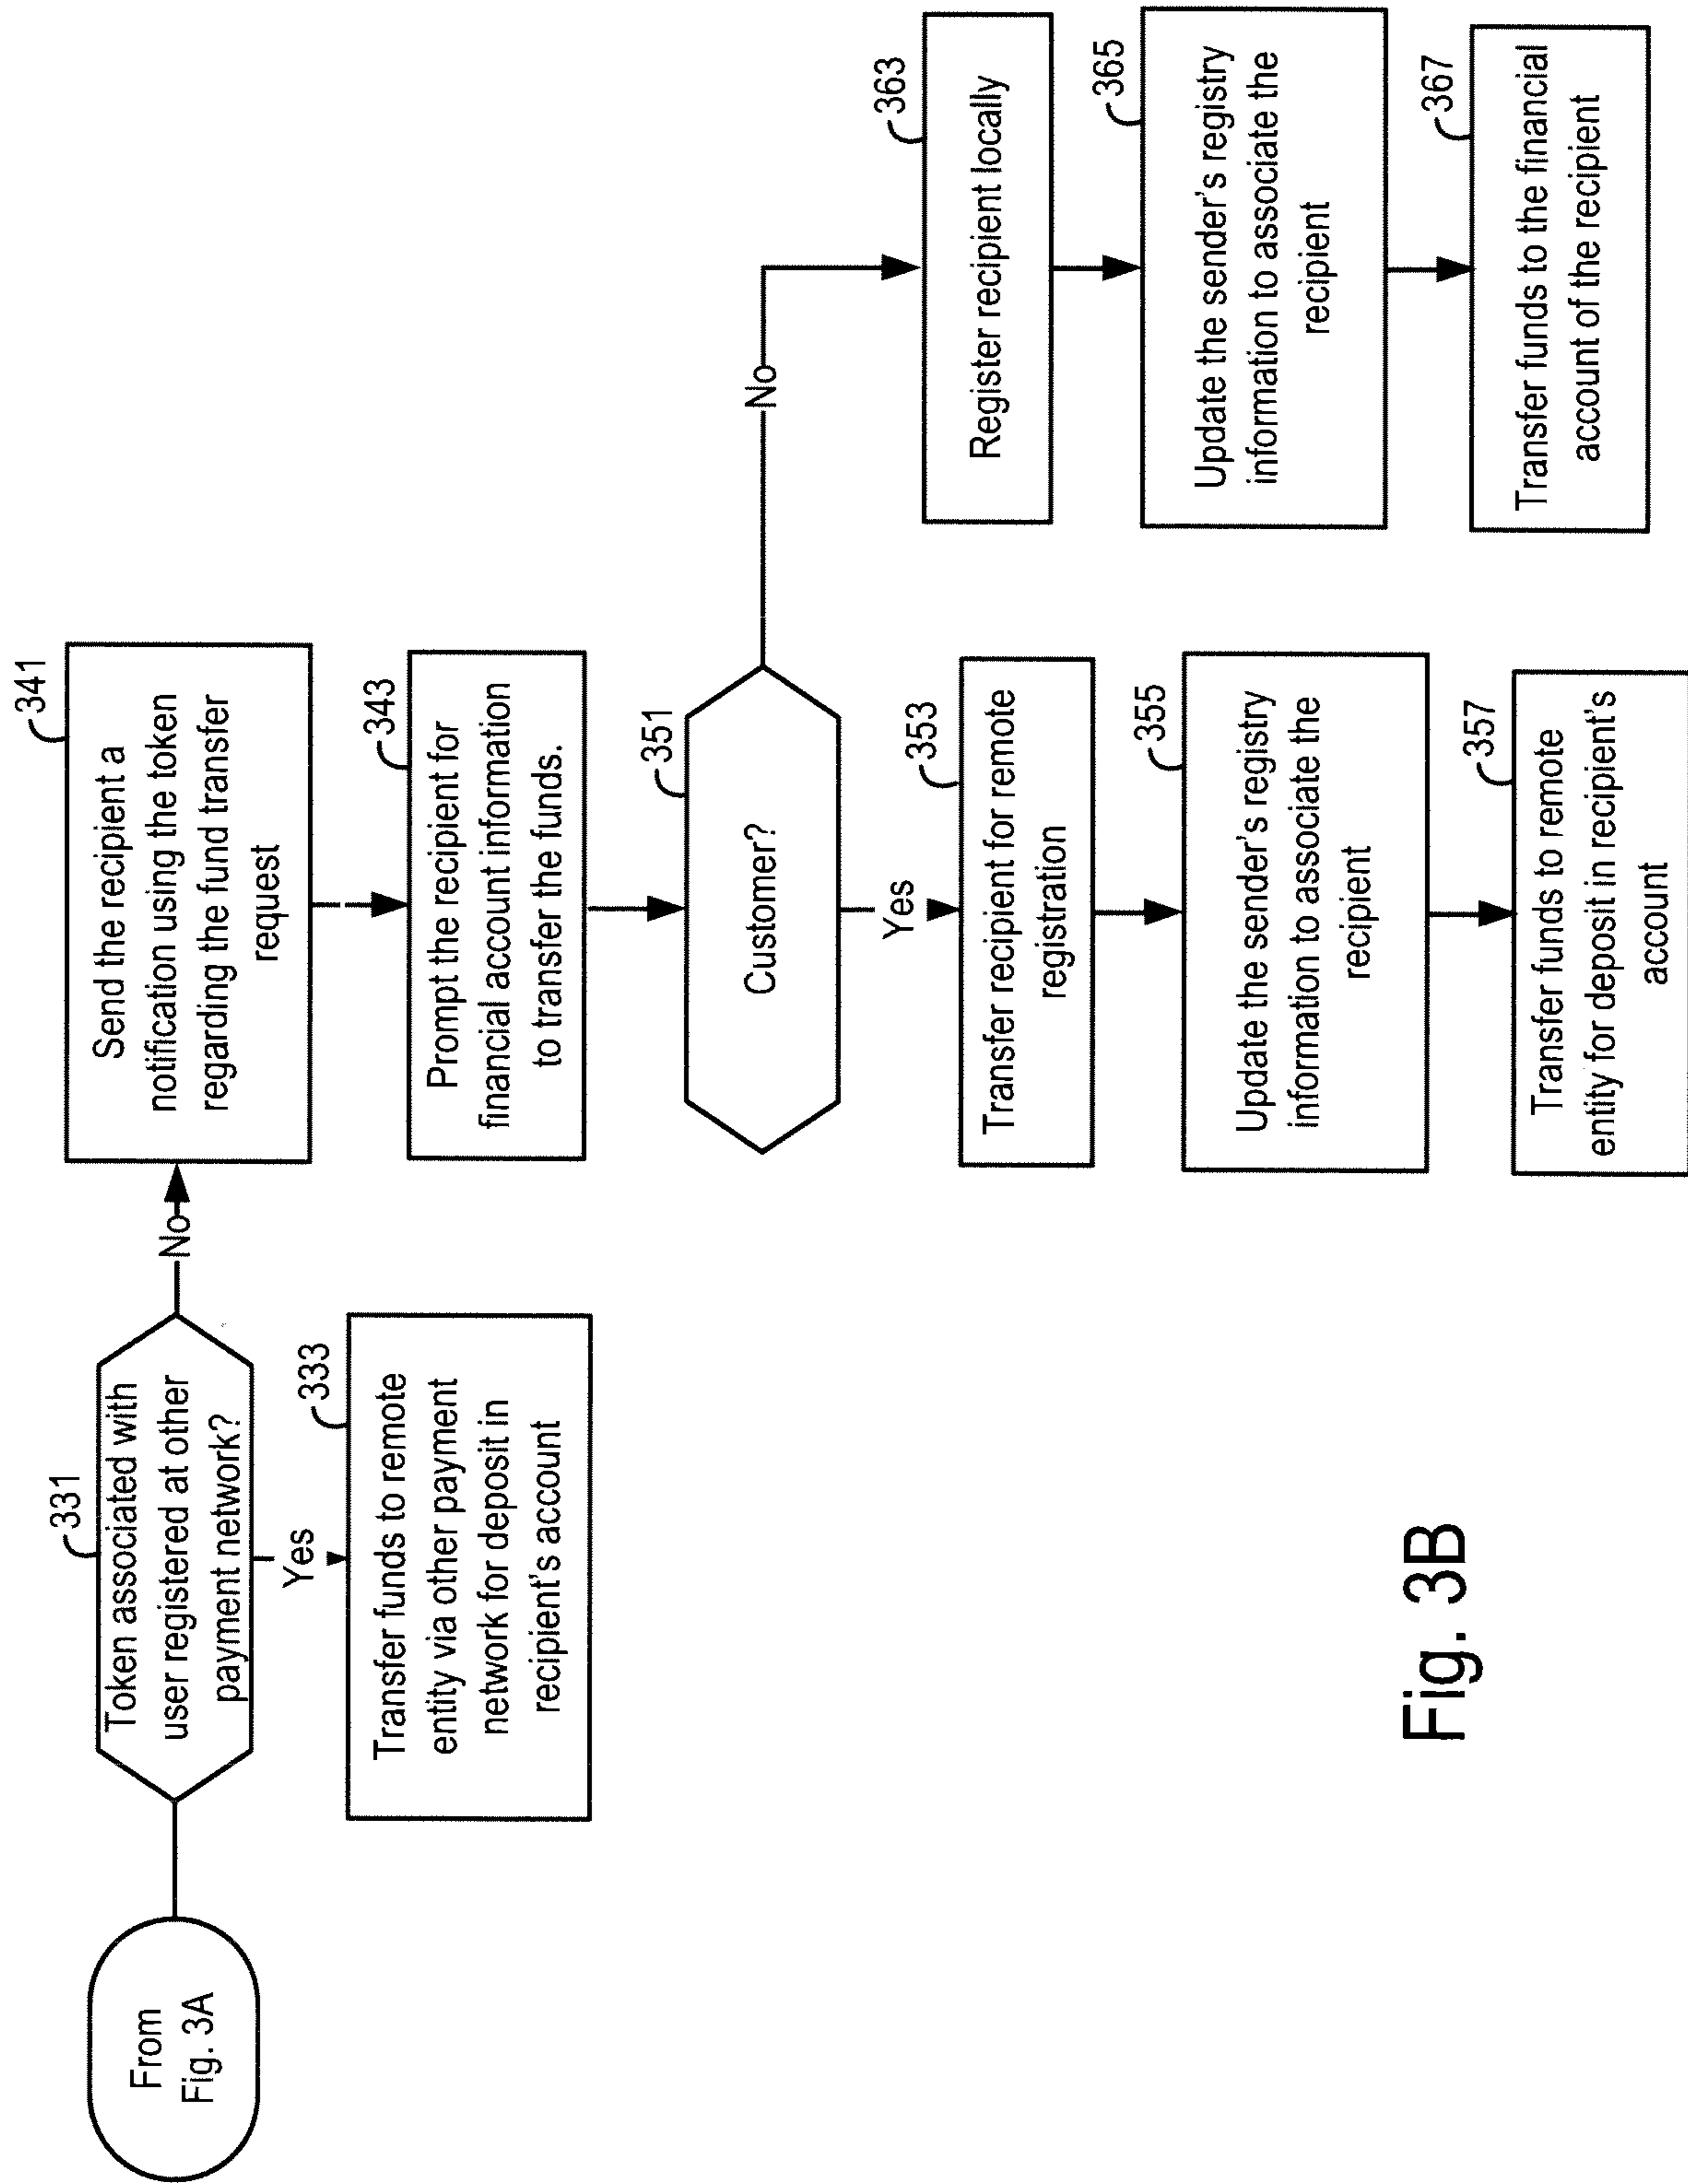 From
Fig. 3A
331
Token associated with
user registered at other
payment network?
Yes
333
Transfer funds to remote
entity via other payment
network for deposit in
recipient's account
No
341
Send the recipient a
notification using the token
regarding the fund transfer
request
343
Prompt the recipient for
financial account information
to transfer the funds.
351
Customer?
Yes
353
Transfer recipient for remote
registration
355
Update the sender's registry
information to associate the
recipient
357
Transfer funds to remote
entity for deposit in recipient's
account
No
363
Register recipient locally
365
Update the sender's registry
information to associate the
recipient
367
Transfer funds to the financial
account of the recipient
Fig. 3B